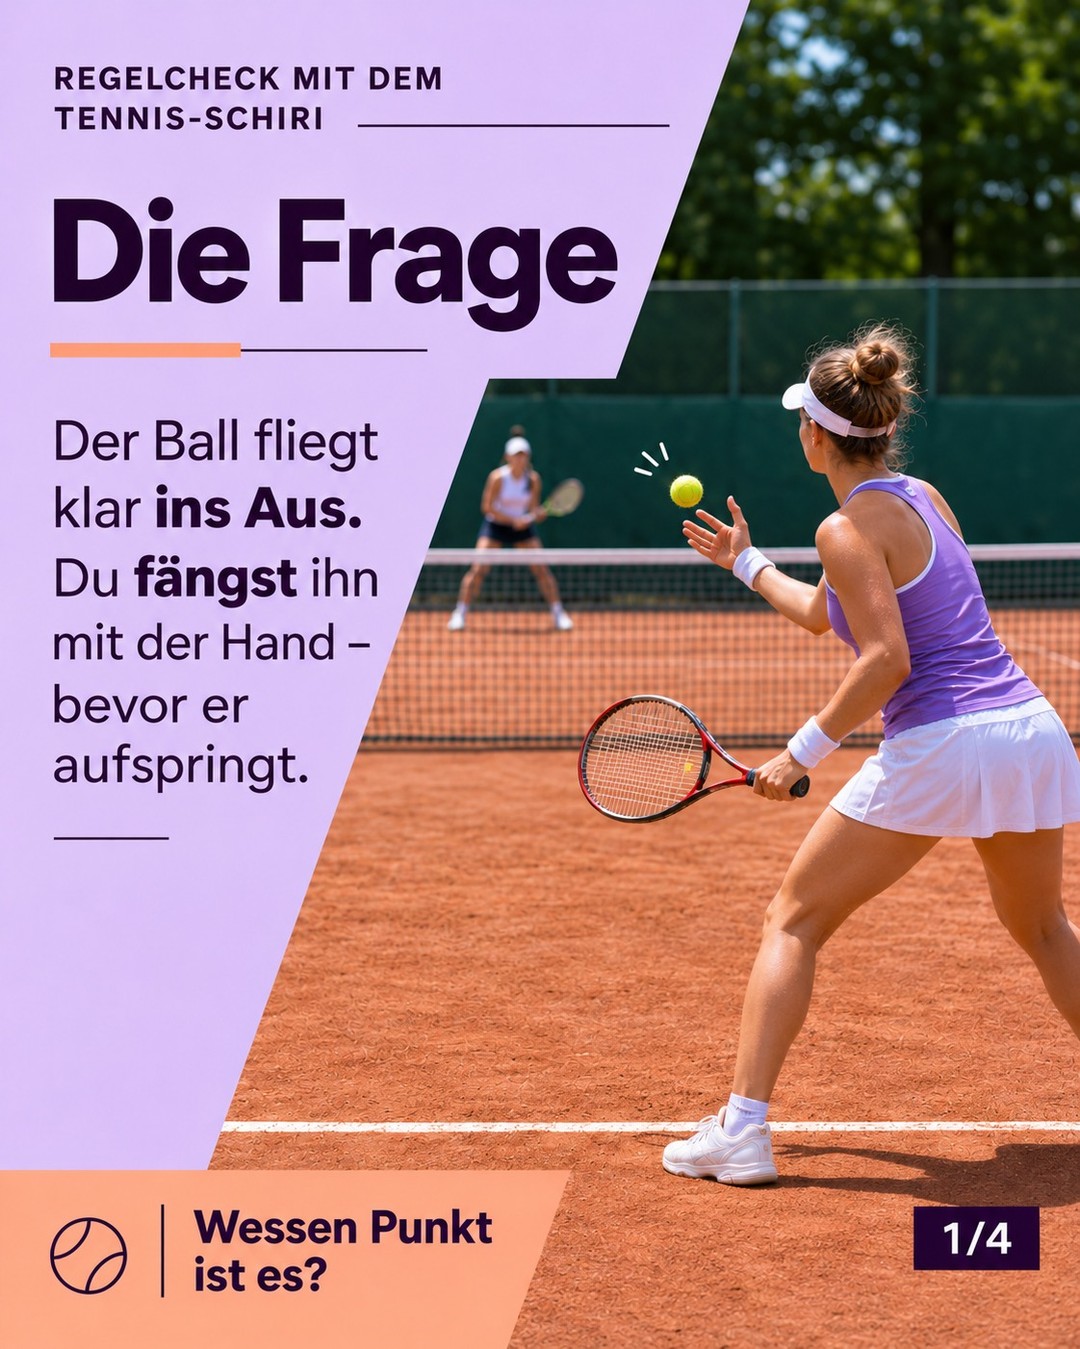 REGELCHECK MIT DEM
TENNIS-SCHIRI
Die Frage
Der Ball fliegt
klar ins Aus.
Du fängst ihn
mit der Hand –
bevor er
aufspringt.
Wessen Punkt
ist es?
1/4